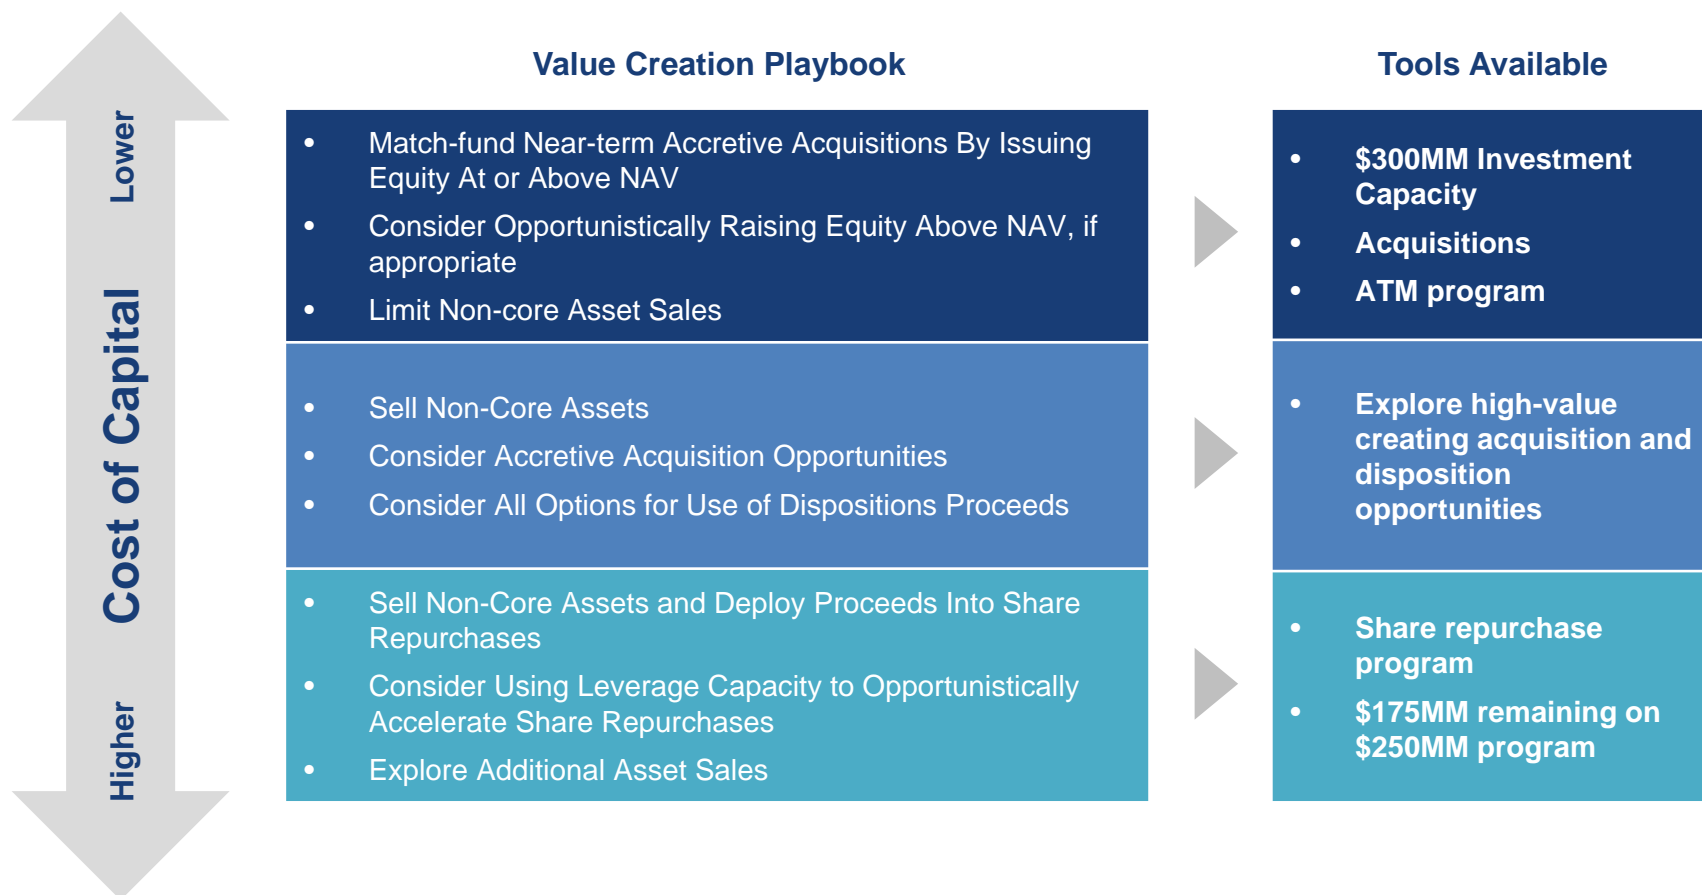 Value Creation Playbook
Tools Available
Lower
Cost of Capital
Higher
• Match-fund Near-term Accretive Acquisitions By Issuing
Equity At or Above NAV
• Consider Opportunistically Raising Equity Above NAV, if
appropriate
• Limit Non-core Asset Sales
• $300MM Investment
Capacity
• Acquisitions
• ATM program
• Sell Non-Core Assets
• Consider Accretive Acquisition Opportunities
• Consider All Options for Use of Dispositions Proceeds
• Explore high-value
creating acquisition and
disposition
opportunities
• Sell Non-Core Assets and Deploy Proceeds Into Share
Repurchases
• Consider Using Leverage Capacity to Opportunistically
Accelerate Share Repurchases
• Explore Additional Asset Sales
• Share repurchase
program
• $175MM remaining on
$250MM program